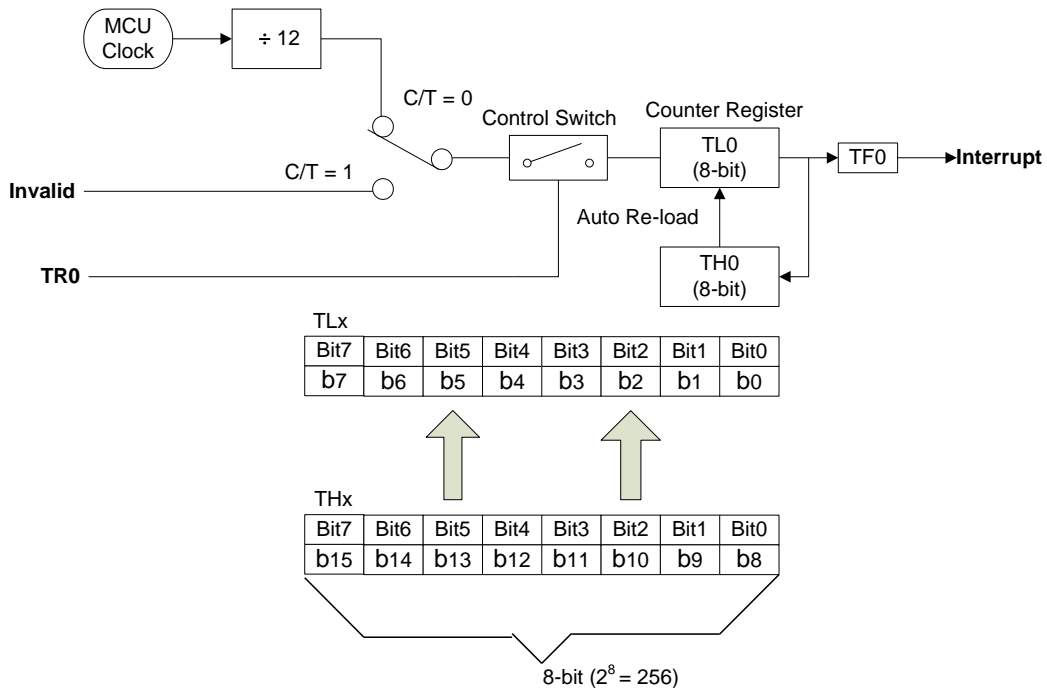 MCU
Clock
÷ 12
C/T = 0
Control Switch
Counter Register
TL0
(8-bit)
TF0
Interrupt
C/T = 1
Invalid
Auto Re-load
TR0
TH0
(8-bit)
TLx
Bit7 Bit6 Bit5 Bit4 Bit3 Bit2 Bit1 Bit0
b7 b6 b5 b4 b3 b2 b1 b0
THx
Bit7 Bit6 Bit5 Bit4 Bit3 Bit2 Bit1 Bit0
b15 b14 b13 b12 b11 b10 b9 b8
8-bit (2⁸ = 256)